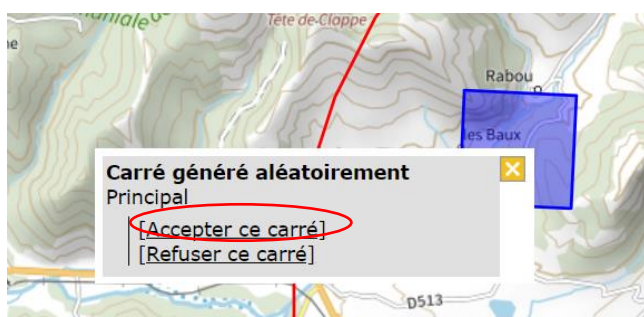 Tête de Clappe
Rabou
les Baux
Carré généré aléatoirement
Principal
[Accepter ce carré]
[Refuser ce carré]
D513